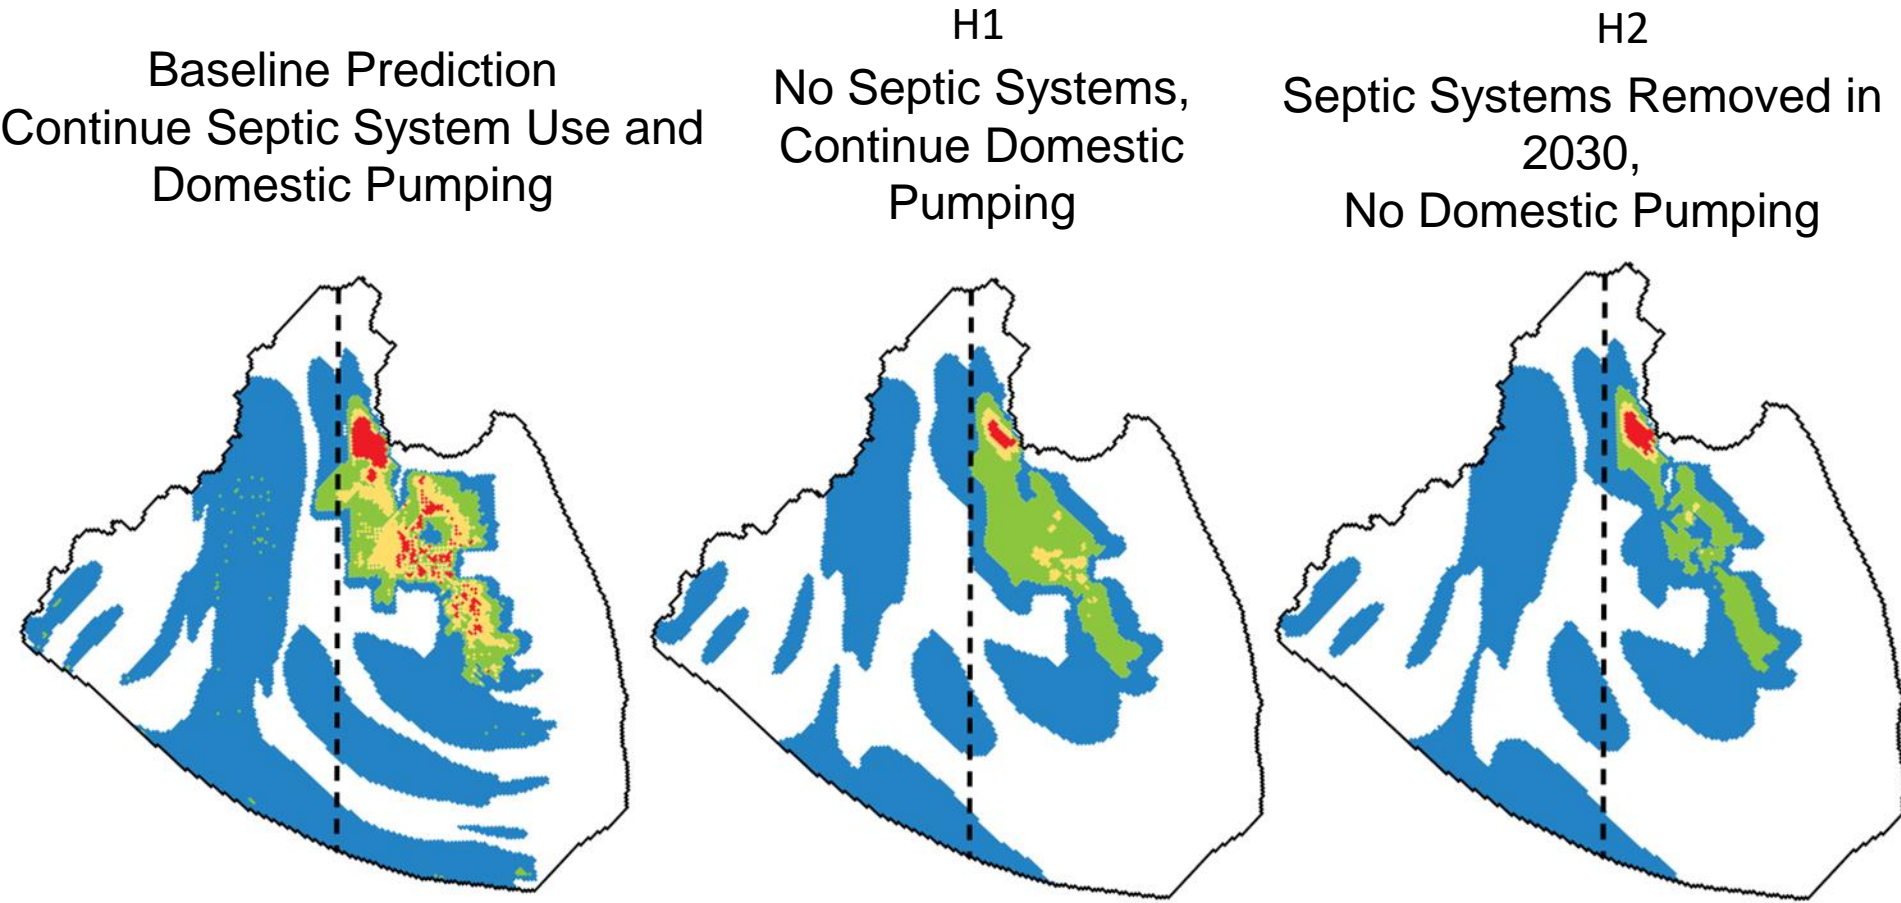 Baseline Prediction
Continue Septic System Use and
Domestic Pumping
H1
No Septic Systems,
Continue Domestic
Pumping
H2
Septic Systems Removed in
2030,
No Domestic Pumping